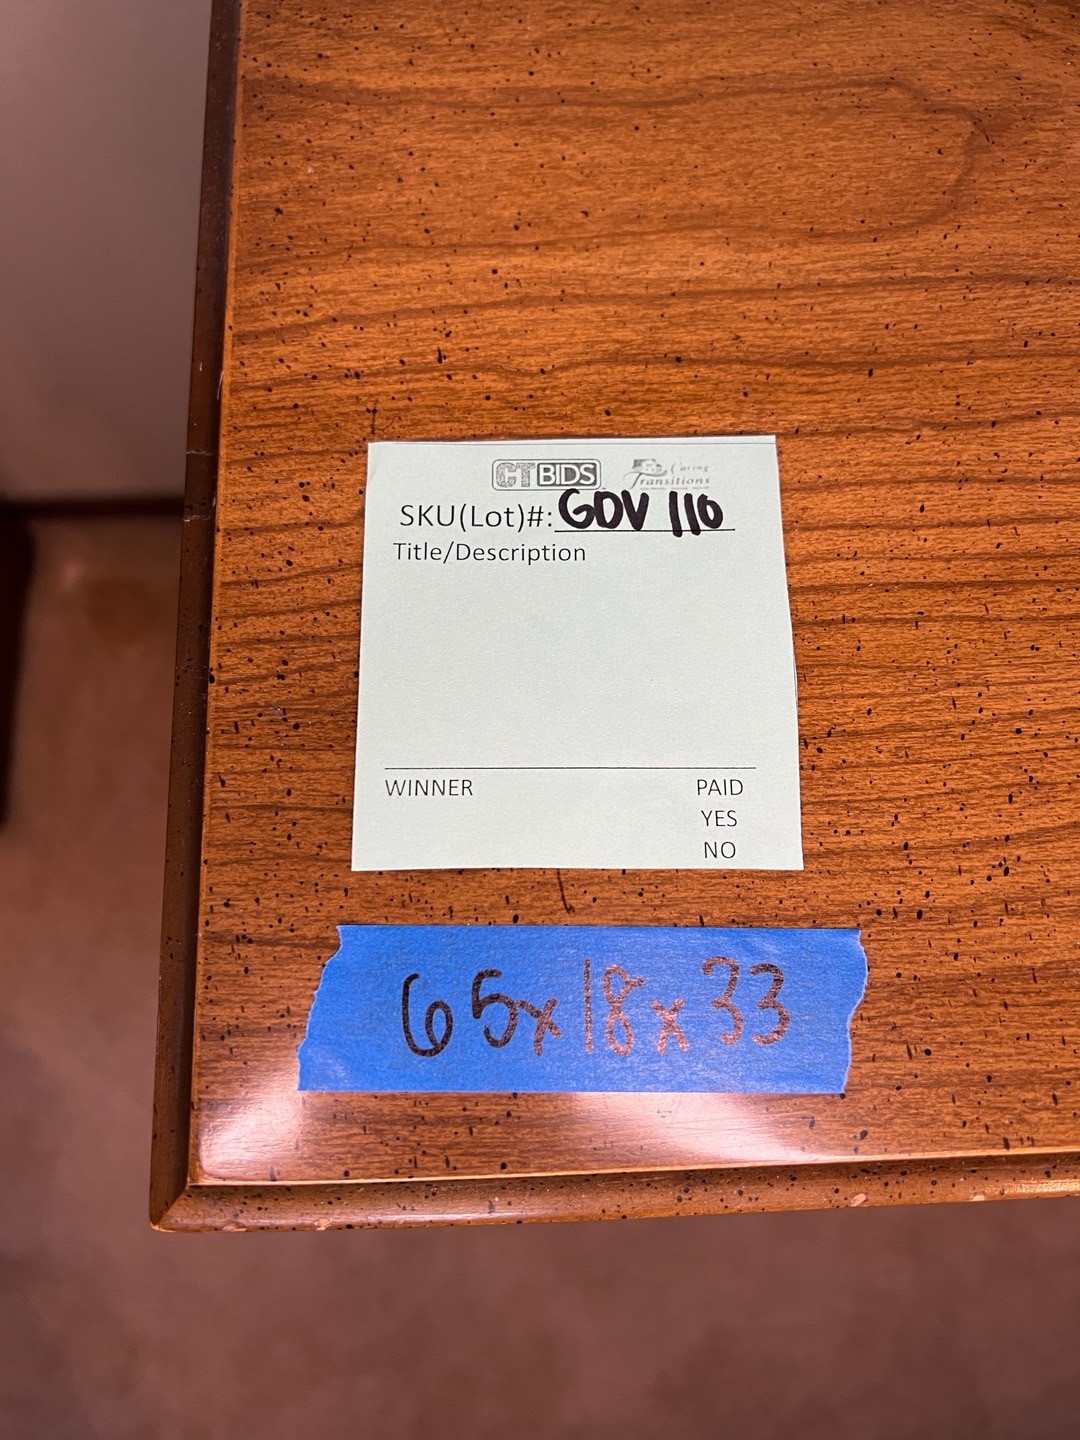 CTBIDS Caring Transitions
SKU(Lot)#: GDV 110
Title/Description
WINNER PAID
YES
NO
65x18x33